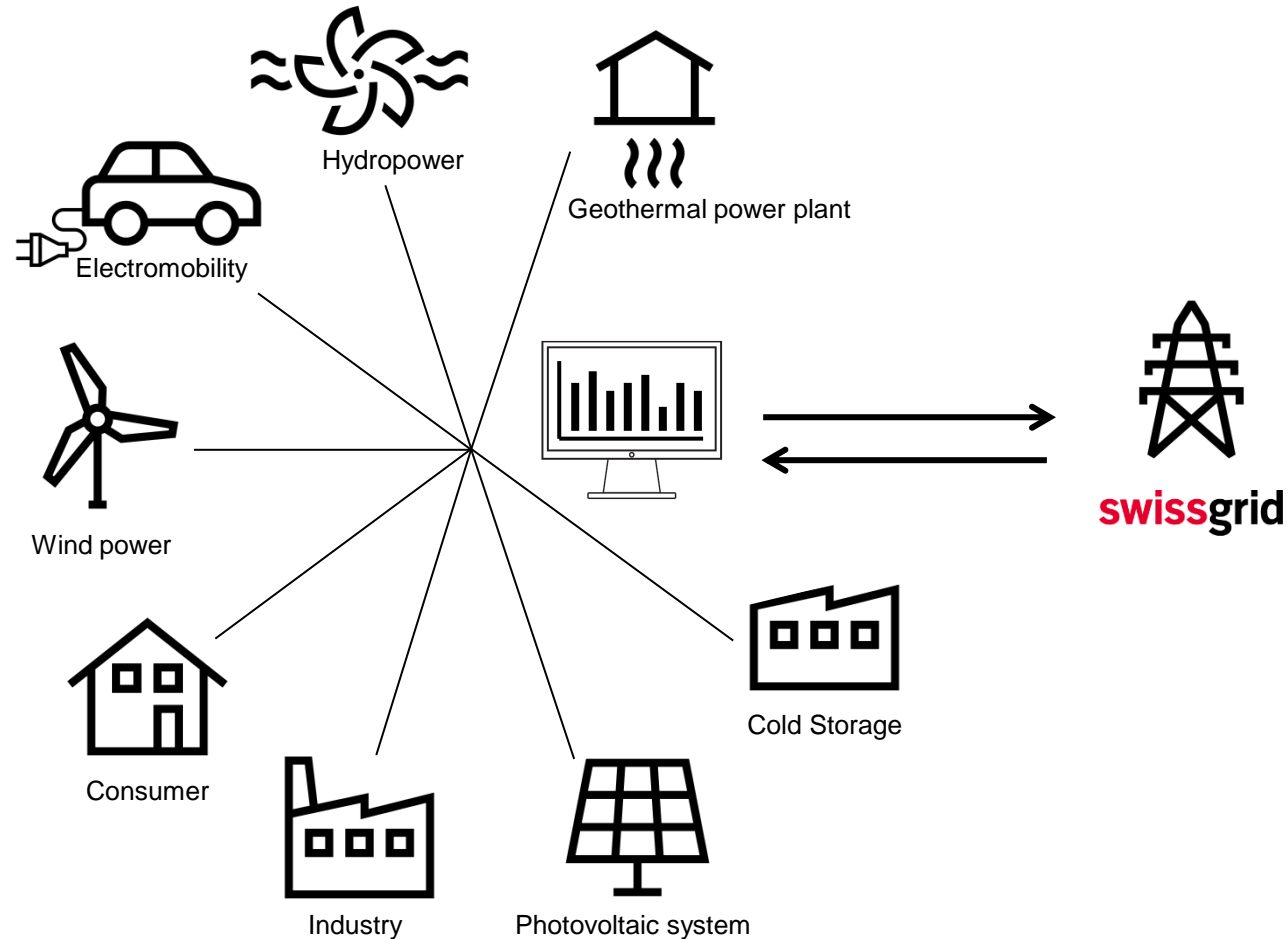 Hydropower
Geothermal power plant
Electromobility
swissgrid
Wind power
Cold Storage
Consumer
Industry
Photovoltaic system